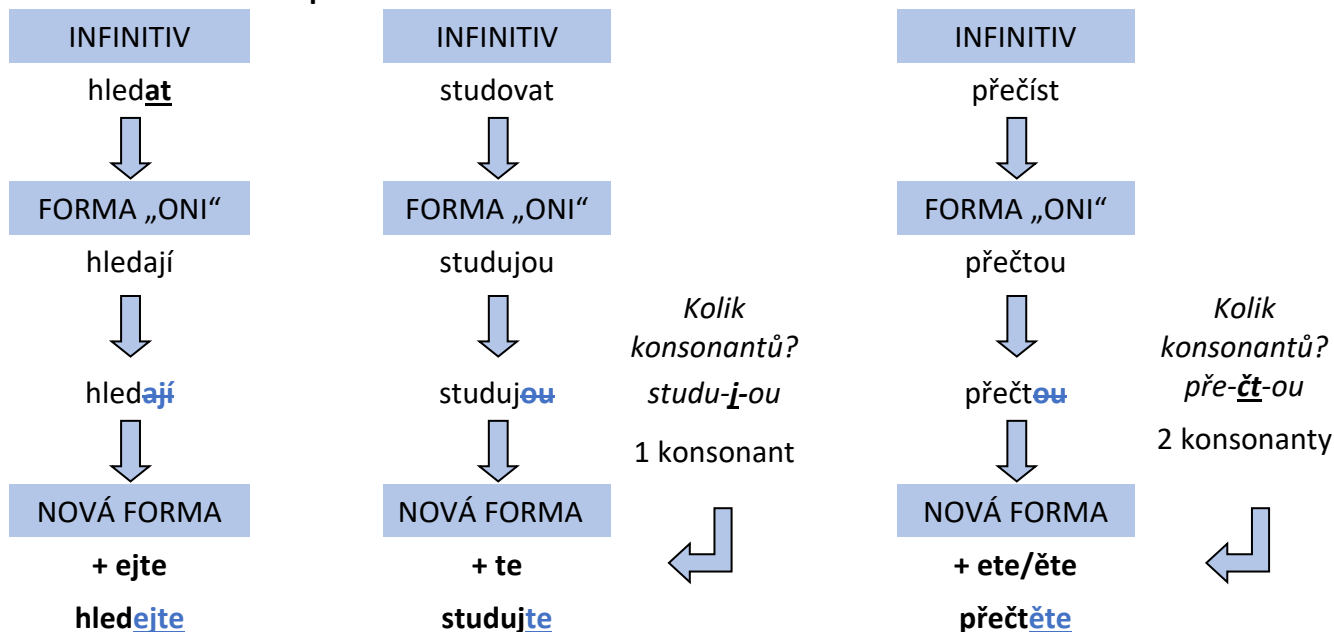 INFINITIV INFINITIV INFINITIV
hledat studovat přečíst
FORMA „ONI“ FORMA „ONI“ FORMA „ONI“
hledají studujou přečtou
Kolik Kolik
konsonantů? konsonantů?
hledají studujou studu-j-ou přečtou pře-čt-ou
1 konsonant 2 konsonanty
NOVÁ FORMA NOVÁ FORMA NOVÁ FORMA
+ ejte + te + ete/ěte
hledejte studujte přečtěte